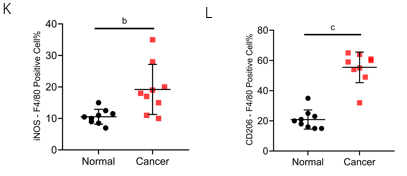 K
b
iNOS - F4/80 Positive Cell%
40
30
20
10
0
Normal
Cancer
L
c
CD206 - F4/80 Positive Cell%
80
60
40
20
0
Normal
Cancer